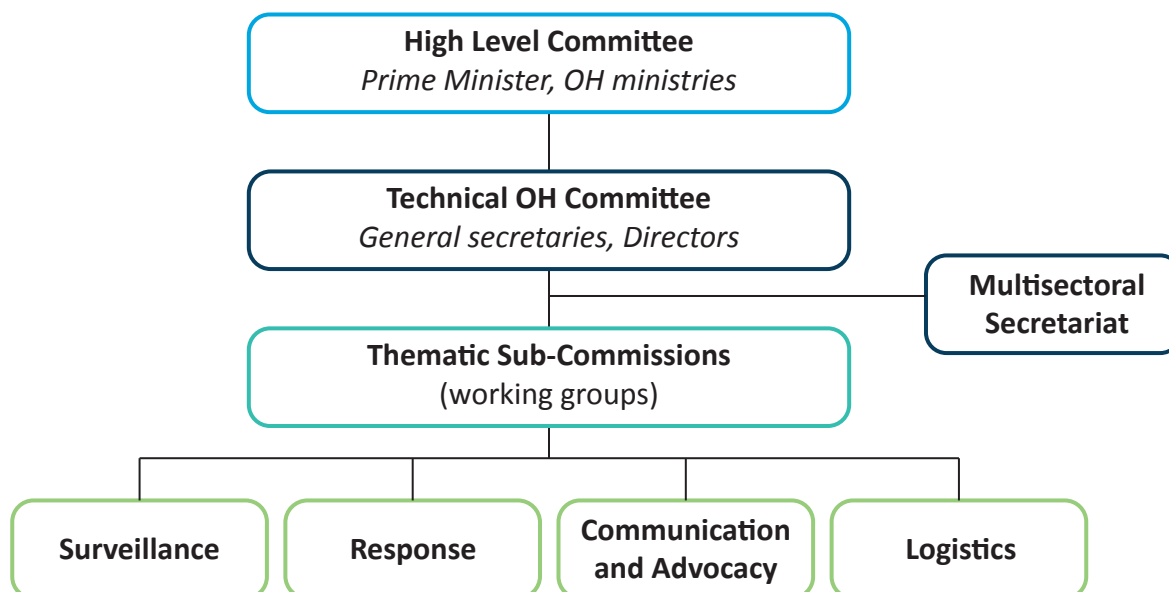 High Level Committee
Prime Minister, OH ministries
Technical OH Committee
General secretaries, Directors
Multisectoral
Secretariat
Thematic Sub-Commissions
(working groups)
Surveillance
Response
Communication
and Advocacy
Logistics